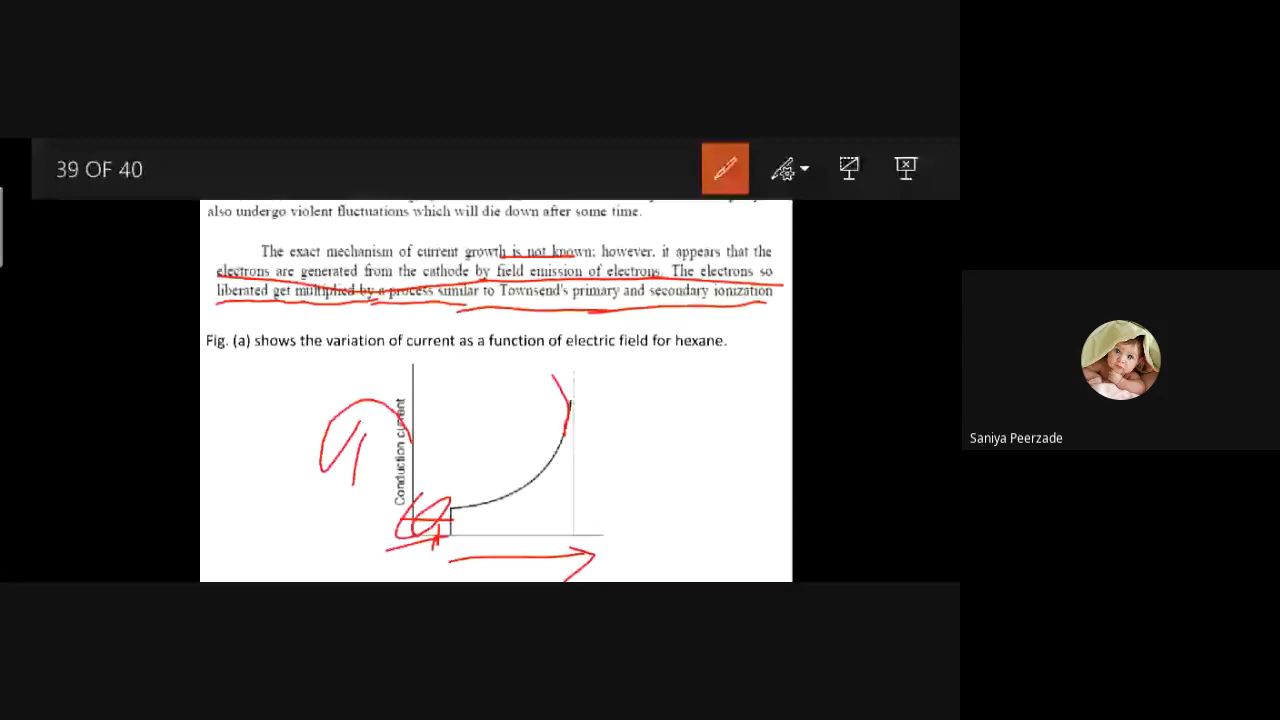 39 OF 40
also undergo violent fluctuations which will die down after some time.
The exact mechanism of current growth is not known; however, it appears that the
electrons are generated from the cathode by field emission of electrons. The electrons so
liberated get multiplied by a process similar to Townsend's primary and secondary ionization
Fig. (a) shows the variation of current as a function of electric field for hexane.
Conduction current
Saniya Peerzade